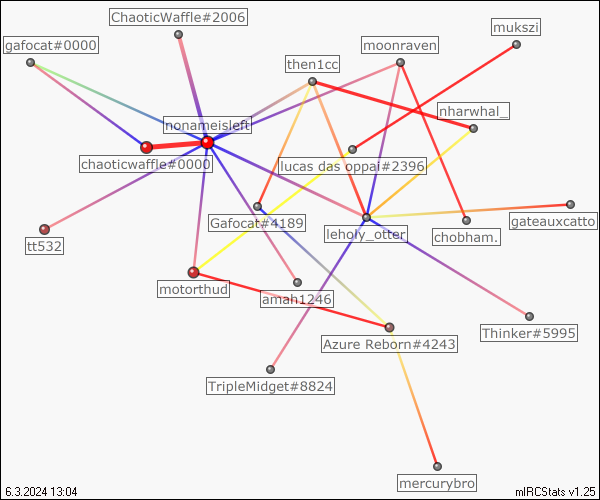 ChaoticWaffle#2006
mukszi
gafocat#0000
moonraven
then1cc
nharwhal_
nonameisleft
chaoticwaffle#0000
lucas das oppai#2396
Gafocat#4189
leholy_otter
gateauxcatto
chobham.
tt532
motorthud
amah1246
Thinker#5995
Azure Reborn#4243
TripleMidget#8824
mercurybro
6.3.2024 13:04
mIRCStats v1.25